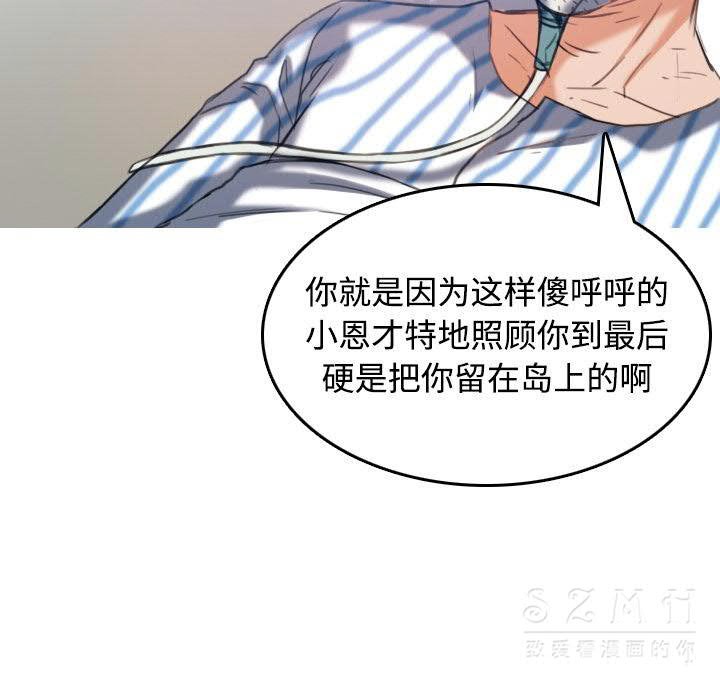 你就是因为这样傻呼呼的
小恩才特地照顾你到最后
硬是把你留在岛上的啊
SZMH
致爱看漫画的你